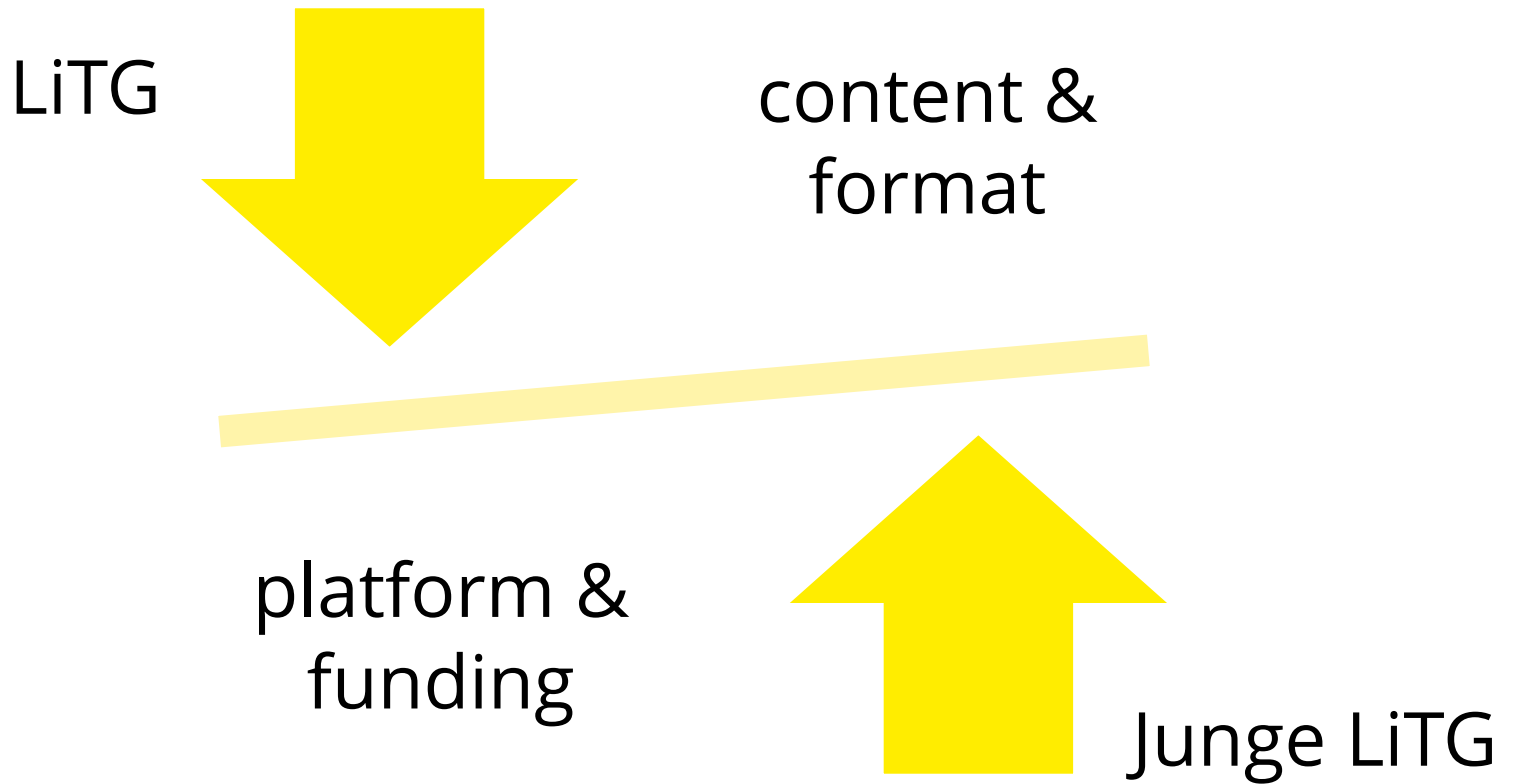 LiTG
content &
format
platform &
funding
Junge LiTG